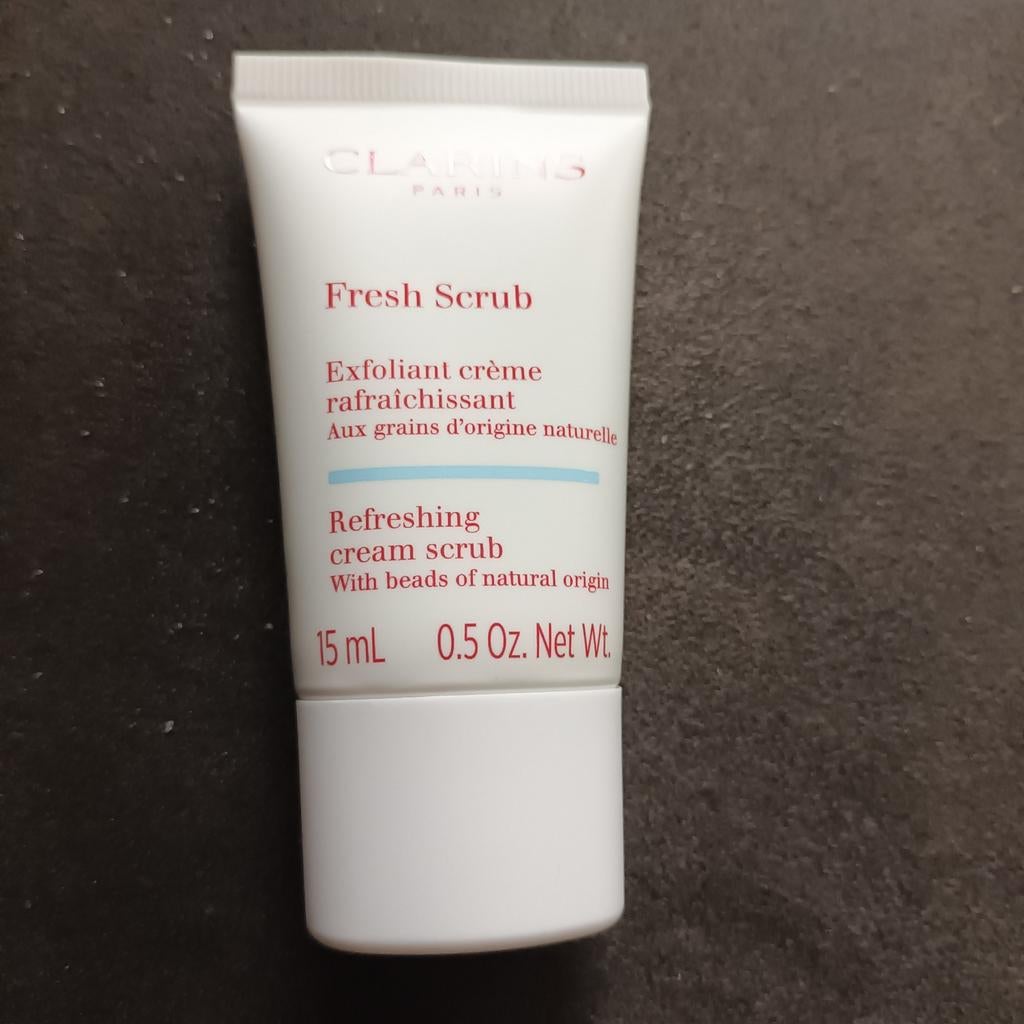 CLARINS
PARIS
Fresh Scrub
Exfoliant crème
rafraîchissant
Aux grains d'origine naturelle
Refreshing
cream scrub
With beads of natural origin
15 mL 0.5 Oz. Net Wt.